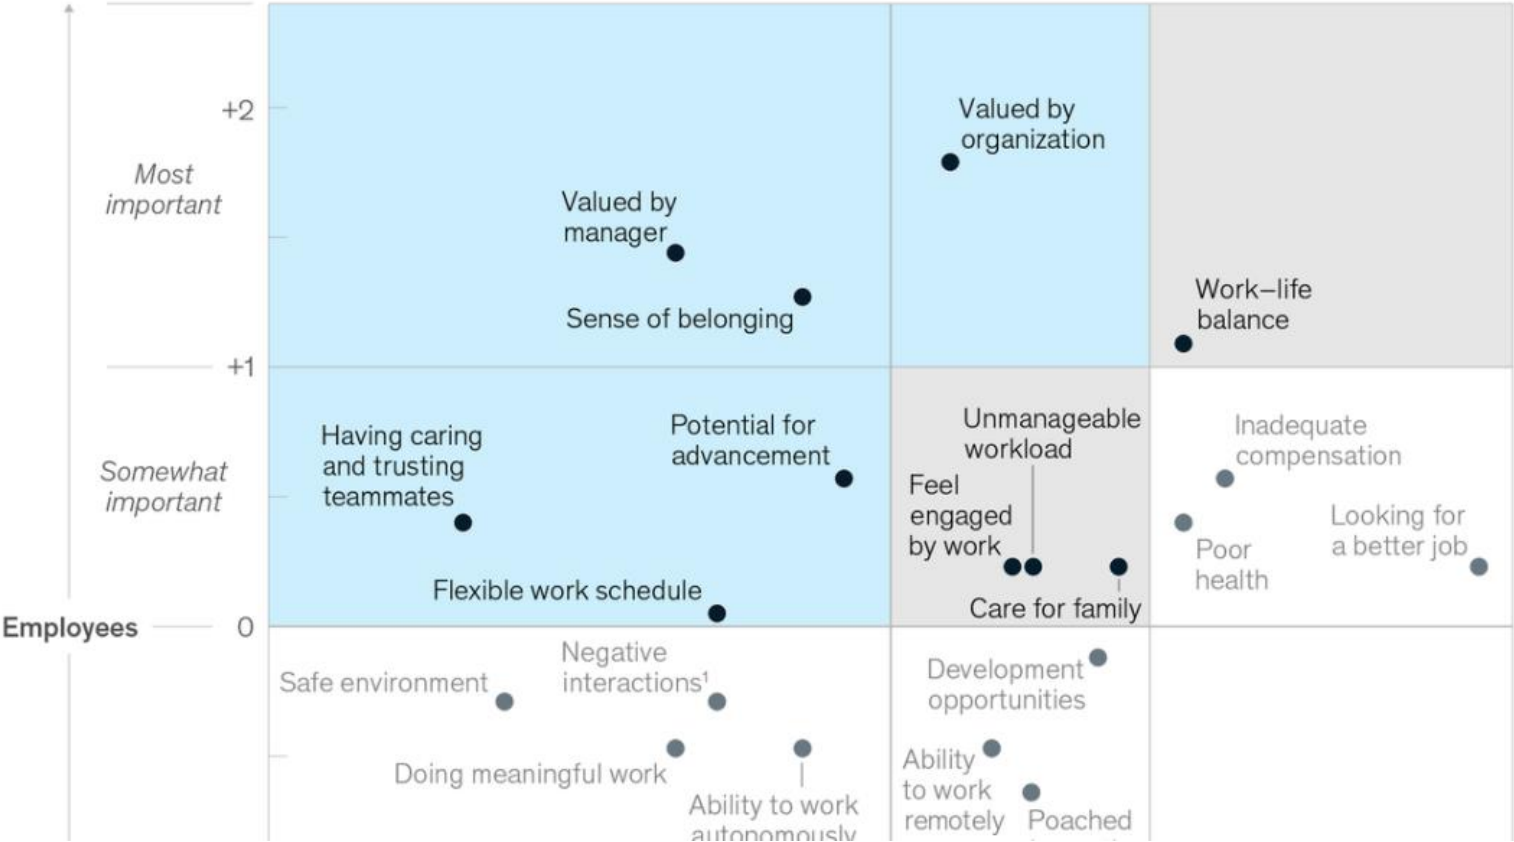 +2
Most
important
Valued by
organization
Valued by
manager
Sense of belonging
Work–life
balance
+1
Somewhat
important
Having caring
and trusting
teammates
Potential for
advancement
Unmanageable
workload
Feel
engaged
by work
Care for family
Inadequate
compensation
Looking for
a better job
Poor
health
Flexible work schedule
Employees
0
Safe environment
Negative
interactions¹
Doing meaningful work
Ability to work
autonomously
Development
opportunities
Ability
to work
remotely
Poached